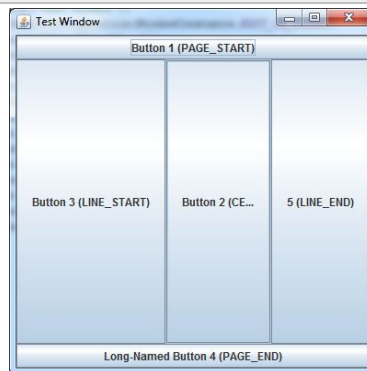 Test Window
Button 1 (PAGE_START)
Button 3 (LINE_START) Button 2 (CE... 5 (LINE_END)
Long-Named Button 4 (PAGE_END)